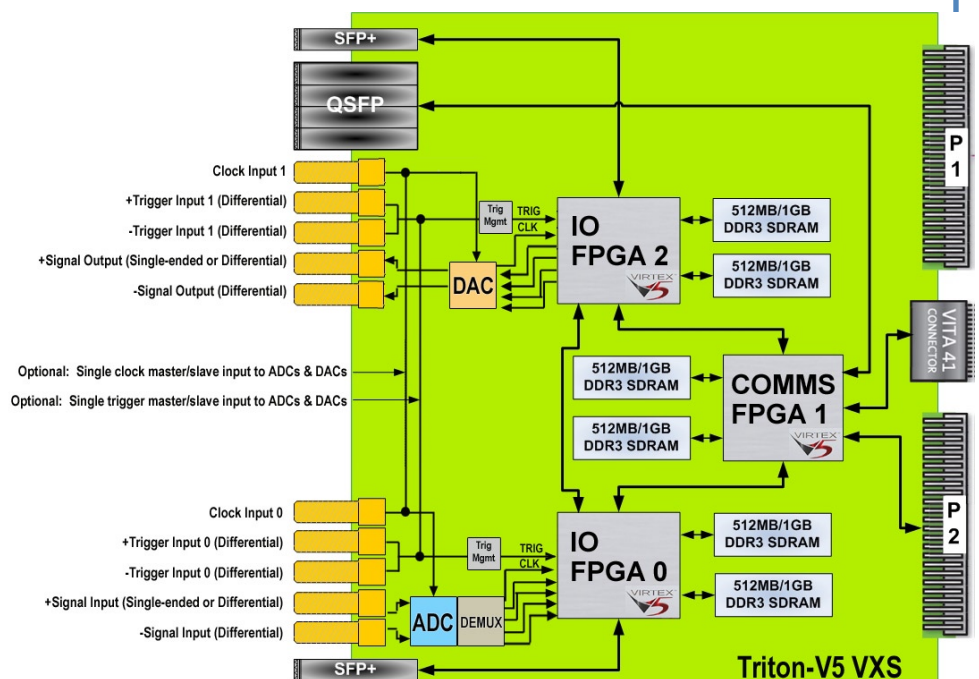 SFP+
QSFP
Clock Input 1
+Trigger Input 1 (Differential)
-Trigger Input 1 (Differential)
+Signal Output (Single-ended or Differential)
-Signal Output (Differential)
Trig
Mgmt
TRIG
CLK
DAC
IO
FPGA 2
VIRTEX
5
512MB/1GB
DDR3 SDRAM
512MB/1GB
DDR3 SDRAM
P
1
VITA 41
CONNECTOR
Optional: Single clock master/slave input to ADCs & DACs
Optional: Single trigger master/slave input to ADCs & DACs
512MB/1GB
DDR3 SDRAM
512MB/1GB
DDR3 SDRAM
COMMS
FPGA 1
VIRTEX
5
P
2
Clock Input 0
+Trigger Input 0 (Differential)
-Trigger Input 0 (Differential)
+Signal Input (Single-ended or Differential)
-Signal Input (Differential)
Trig
Mgmt
TRIG
CLK
ADC
DEMUX
IO
FPGA 0
VIRTEX
5
512MB/1GB
DDR3 SDRAM
512MB/1GB
DDR3 SDRAM
SFP+
Triton-V5 VXS